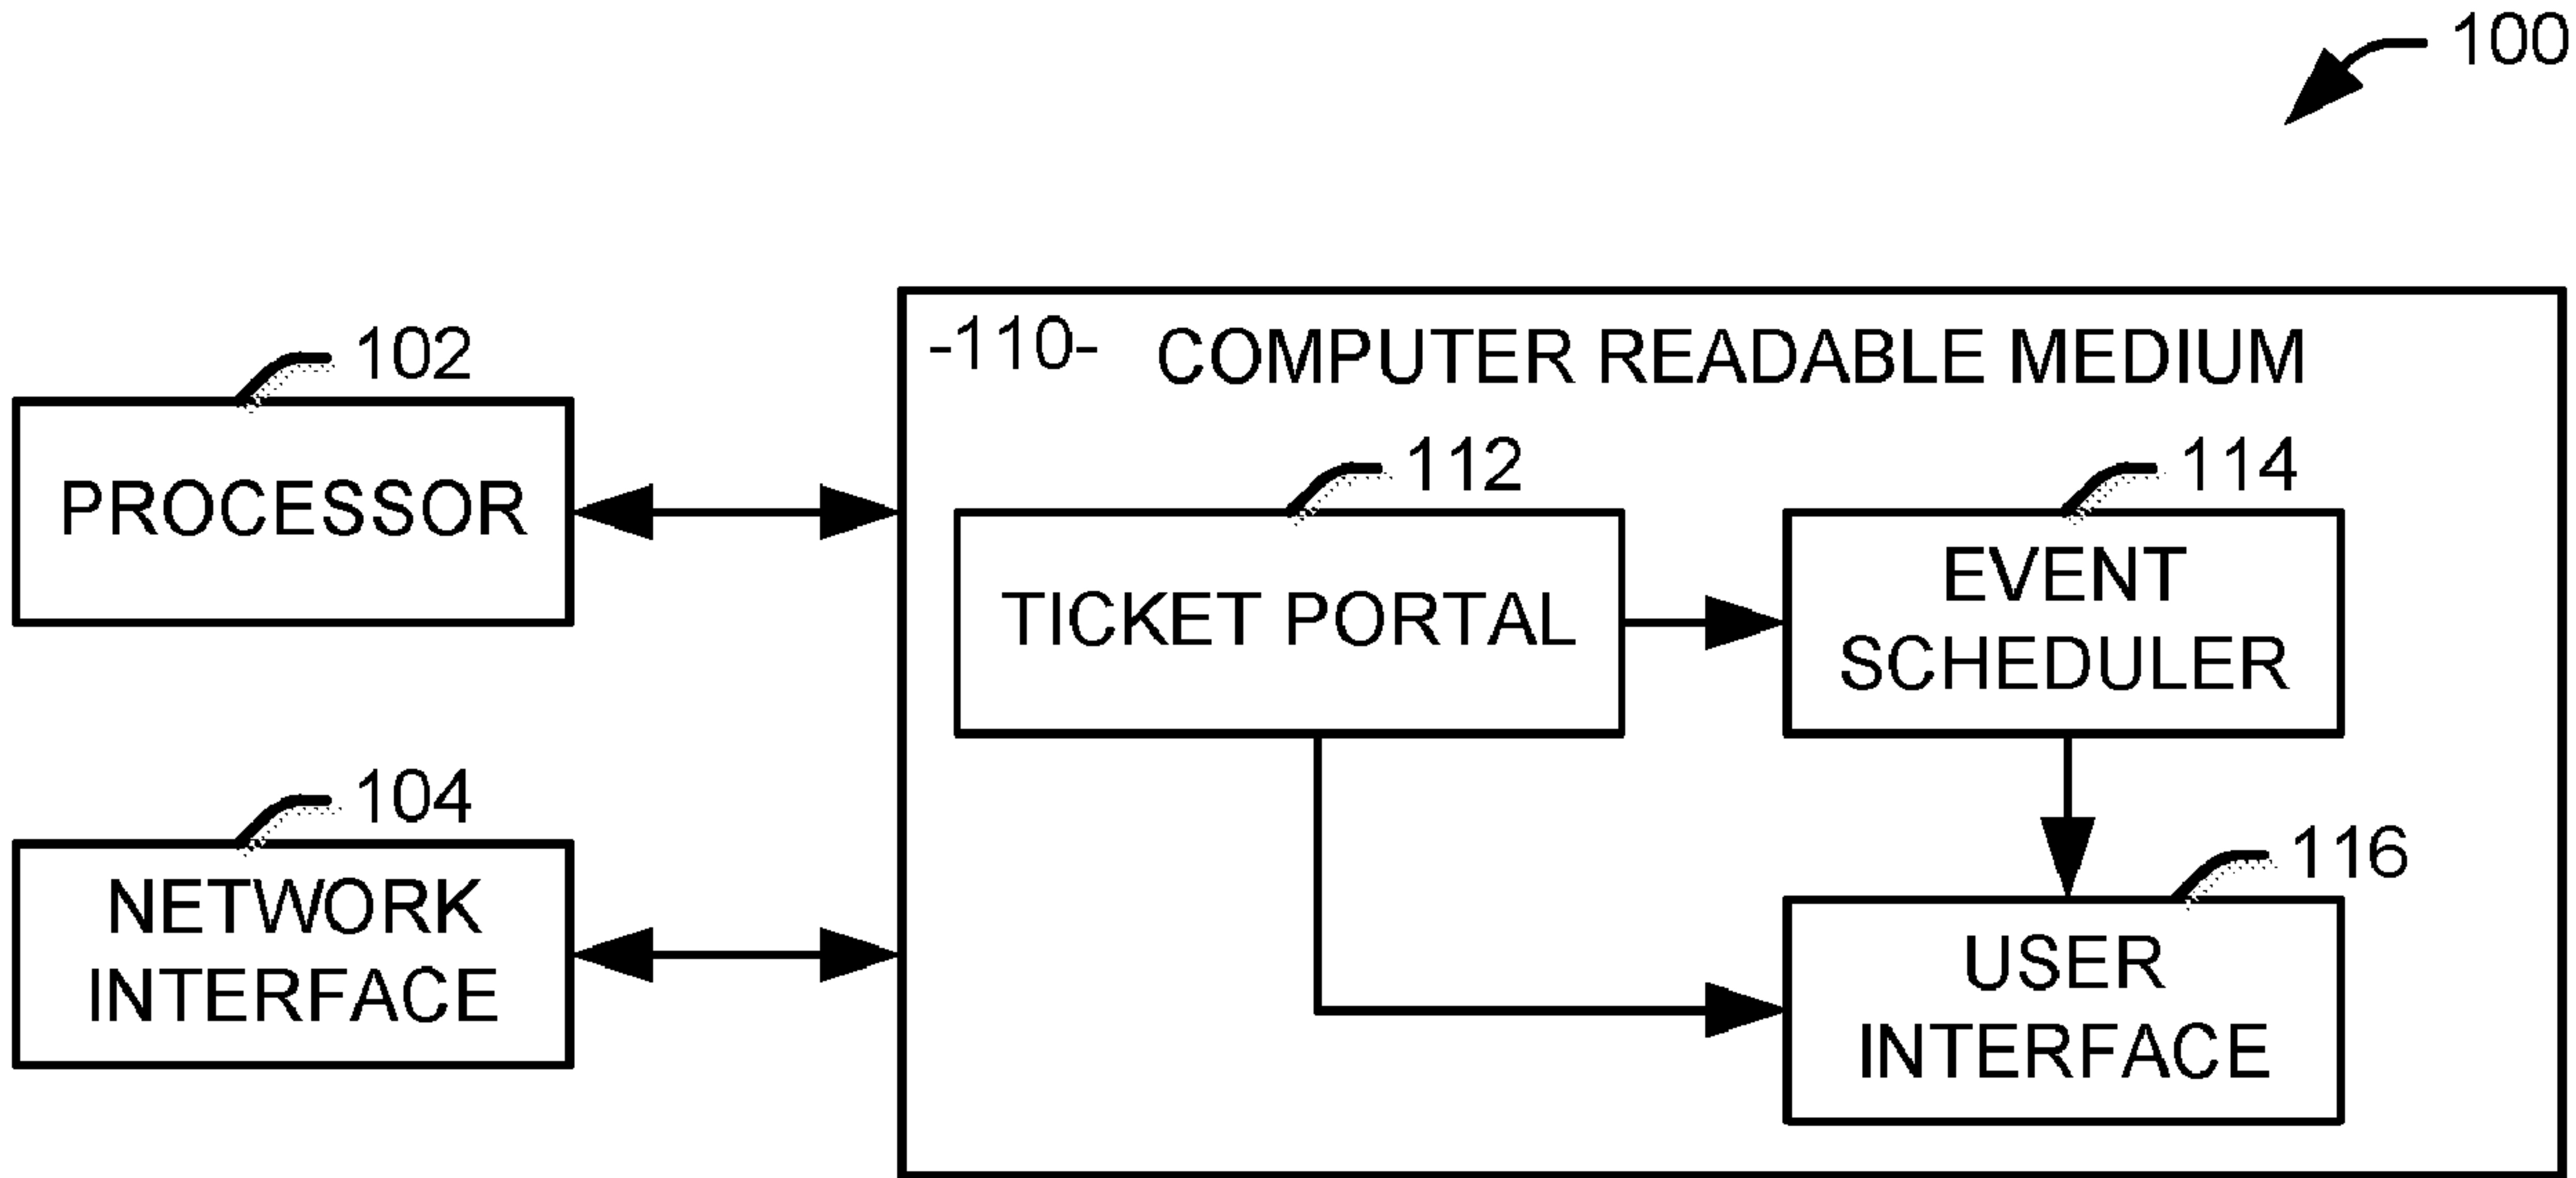 100
-110- COMPUTER READABLE MEDIUM
102
PROCESSOR
112
TICKET PORTAL
114
EVENT
SCHEDULER
104
NETWORK
INTERFACE
116
USER
INTERFACE